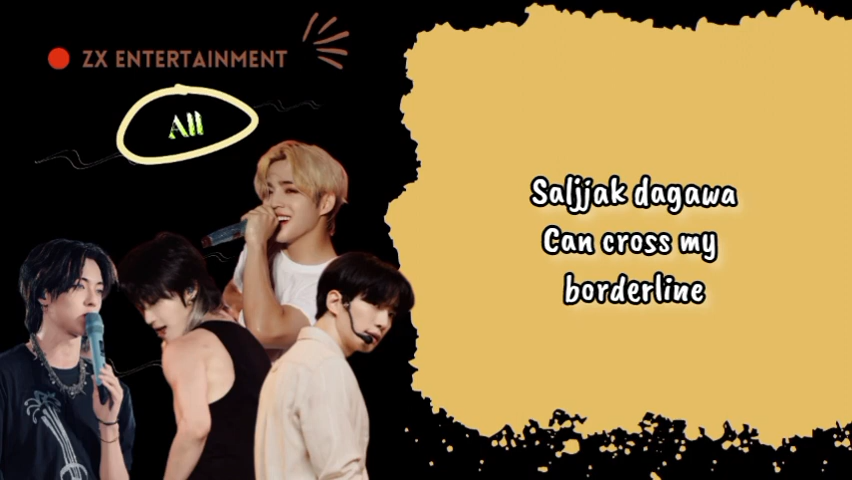 ZX ENTERTAINMENT
All
Saljjak dagawa
Can cross my
borderline